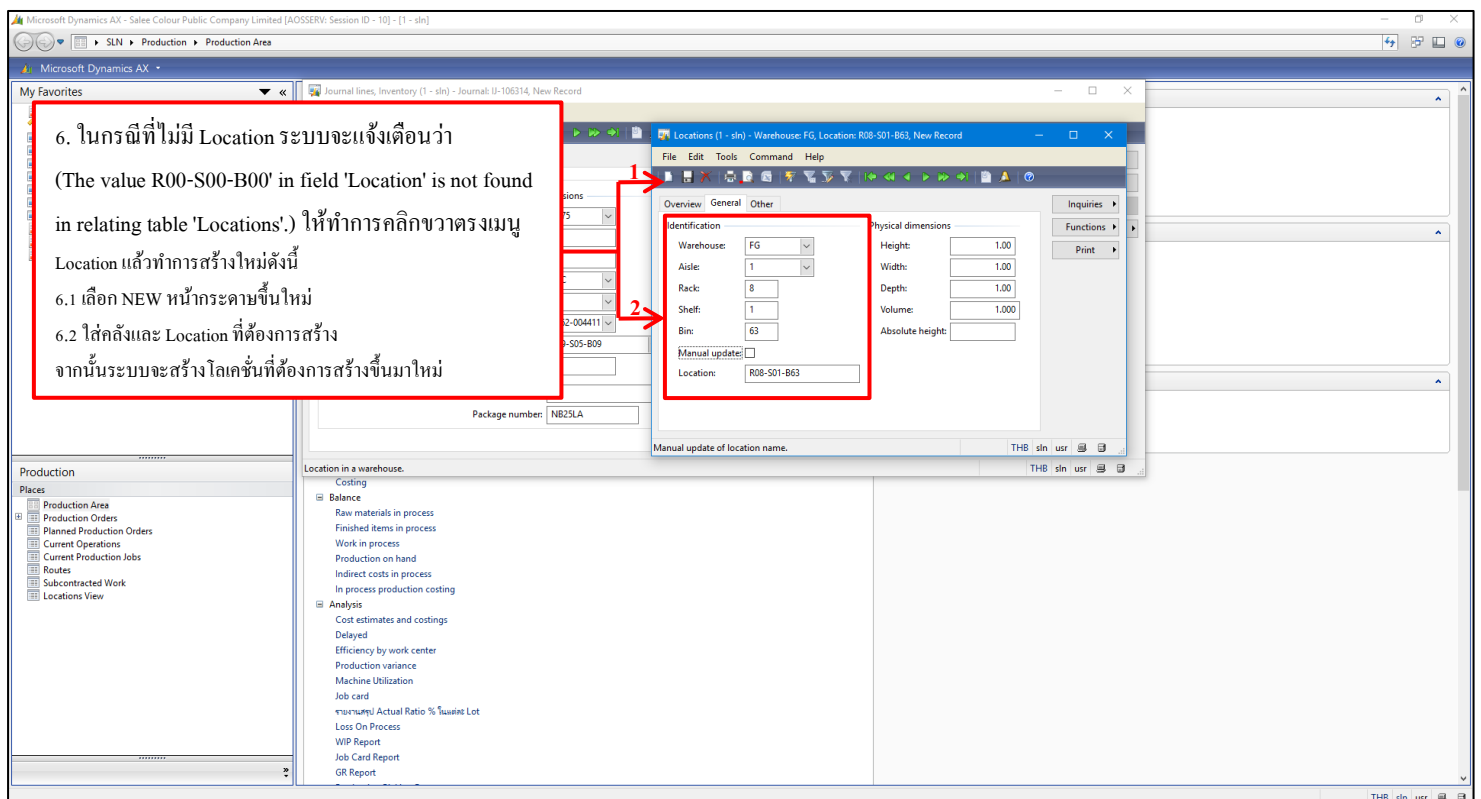 Microsoft Dynamics AX - Salee Colour Public Company Limited [AOSSERV: Session ID - 10] - [1 - sln]
SLN Production Production Area
Microsoft Dynamics AX
My Favorites
Journal lines, Inventory (1 - sln) - Journal: IJ-106314, New Record
6. ในกรณีที่ไม่มี Location ระบบจะแจ้งเตือนว่า
(The value R00-S00-B00' in field 'Location' is not found
in relating table 'Locations'.) ให้ทำการคลิกขวาตรงเมนู
Location แล้วทำการสร้างใหม่ดังนี้
6.1 เลือก NEW หน้ากระดาษขึ้นใหม่
6.2 ใส่คลังและ Location ที่ต้องการสร้าง
จากนั้นระบบจะสร้างโลเคชั่นที่ต้องการสร้างขึ้นมาใหม่
1
2
Locations (1 - sln) - Warehouse: FG, Location: R08-S01-B63, New Record
File Edit Tools Command Help
Overview General Other
Inquiries
Functions
Print
Identification
Warehouse: FG
Aisle: 1
Rack: 8
Shelf: 1
Bin: 63
Manual update:
Location: R08-S01-B63
Physical dimensions
Height: 1.00
Width: 1.00
Depth: 1.00
Volume: 1.000
Absolute height:
Manual update of location name.
THB sln usr
Package number: NB25LA
Location in a warehouse.
THB sln usr
Production
Places
Production Area
Production Orders
Planned Production Orders
Current Operations
Current Production Jobs
Routes
Subcontracted Work
Locations View
Costing
Balance
Raw materials in process
Finished items in process
Work in process
Production on hand
Indirect costs in process
In process production costing
Analysis
Cost estimates and costings
Delayed
Efficiency by work center
Production variance
Machine Utilization
Job card
รายงานสรุป Actual Ratio % ในแต่ละ Lot
Loss On Process
WIP Report
Job Card Report
GR Report
THB sln usr